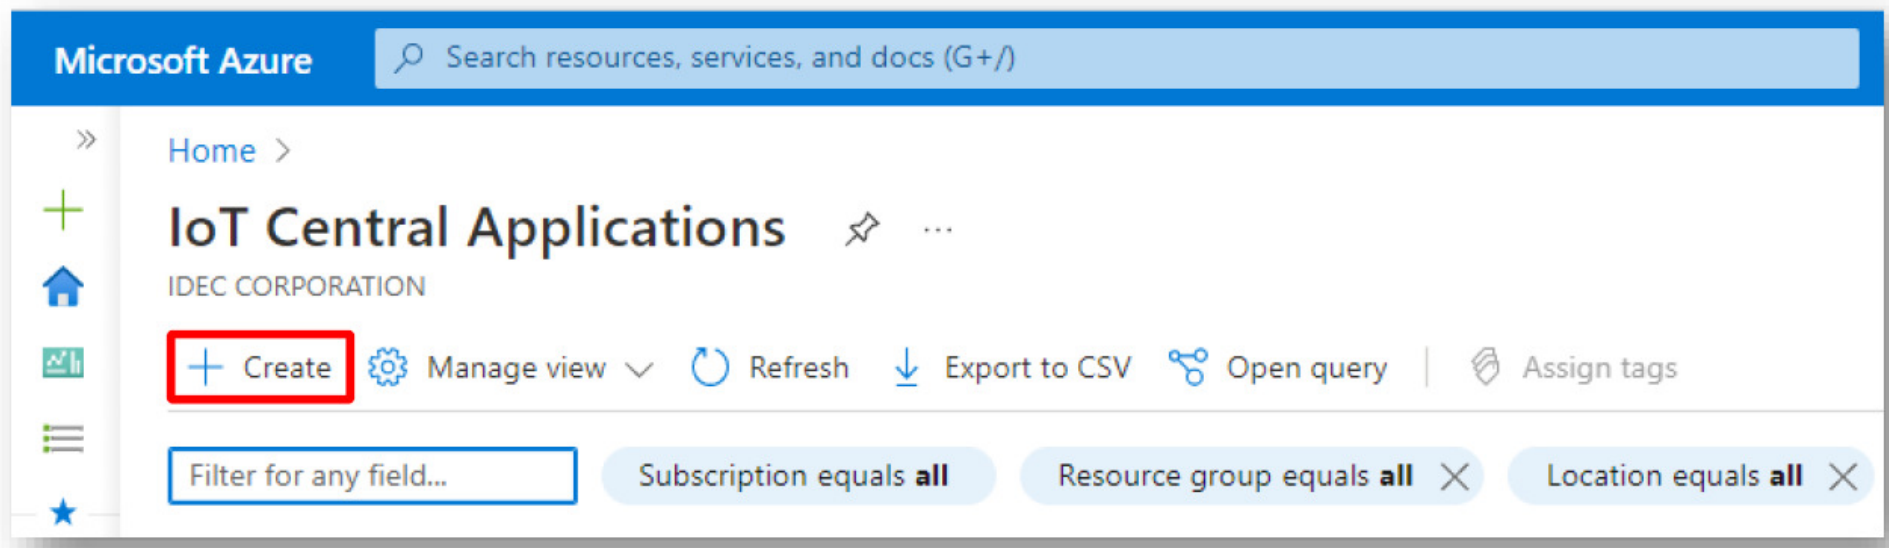 Microsoft Azure Search resources, services, and docs (G+/)
Home >
IoT Central Applications ...
IDEC CORPORATION
+ Create Manage view Refresh Export to CSV Open query Assign tags
Filter for any field... Subscription equals all Resource group equals all Location equals all